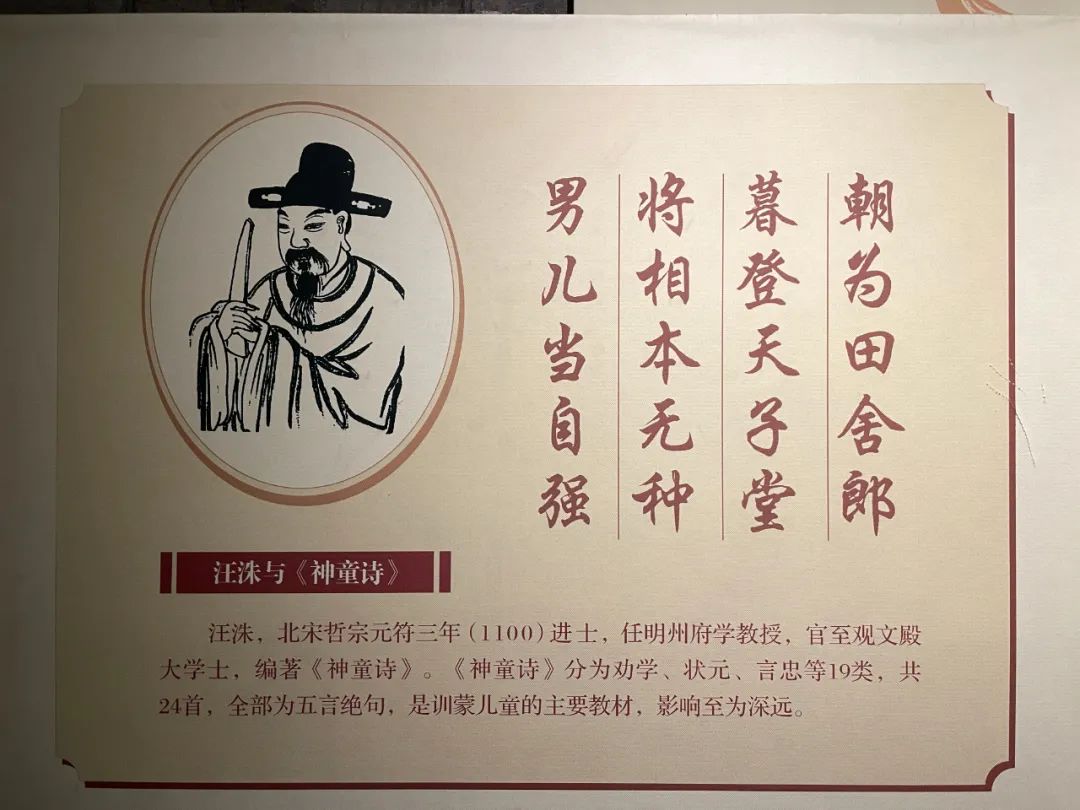 朝为田舍郎
暮登天子堂
将相本无种
男儿当自强
汪洙与《神童诗》
汪洙，北宋哲宗元符三年（1100）进士，任明州府学教授，官至观文殿
大学士，编著《神童诗》。《神童诗》分为劝学、状元、言忠等19类，共
24首，全部为五言绝句，是训蒙儿童的主要教材，影响至为深远。